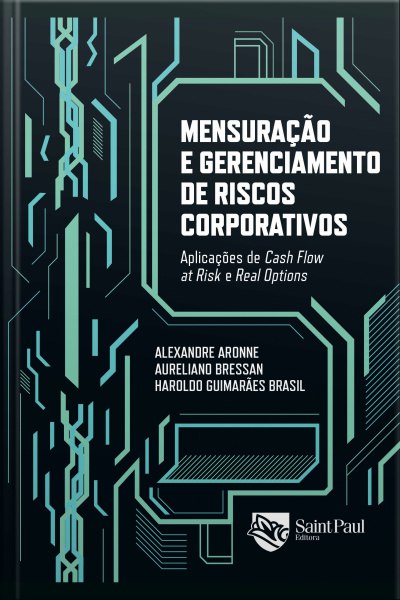 MENSURAÇÃO
E GERENCIAMENTO
DE RISCOS
CORPORATIVOS
Aplicações de Cash Flow
at Risk e Real Options
ALEXANDRE ARONNE
AURELIANO BRESSAN
HAROLDO GUIMARÃES BRASIL
Saint Paul
Editora